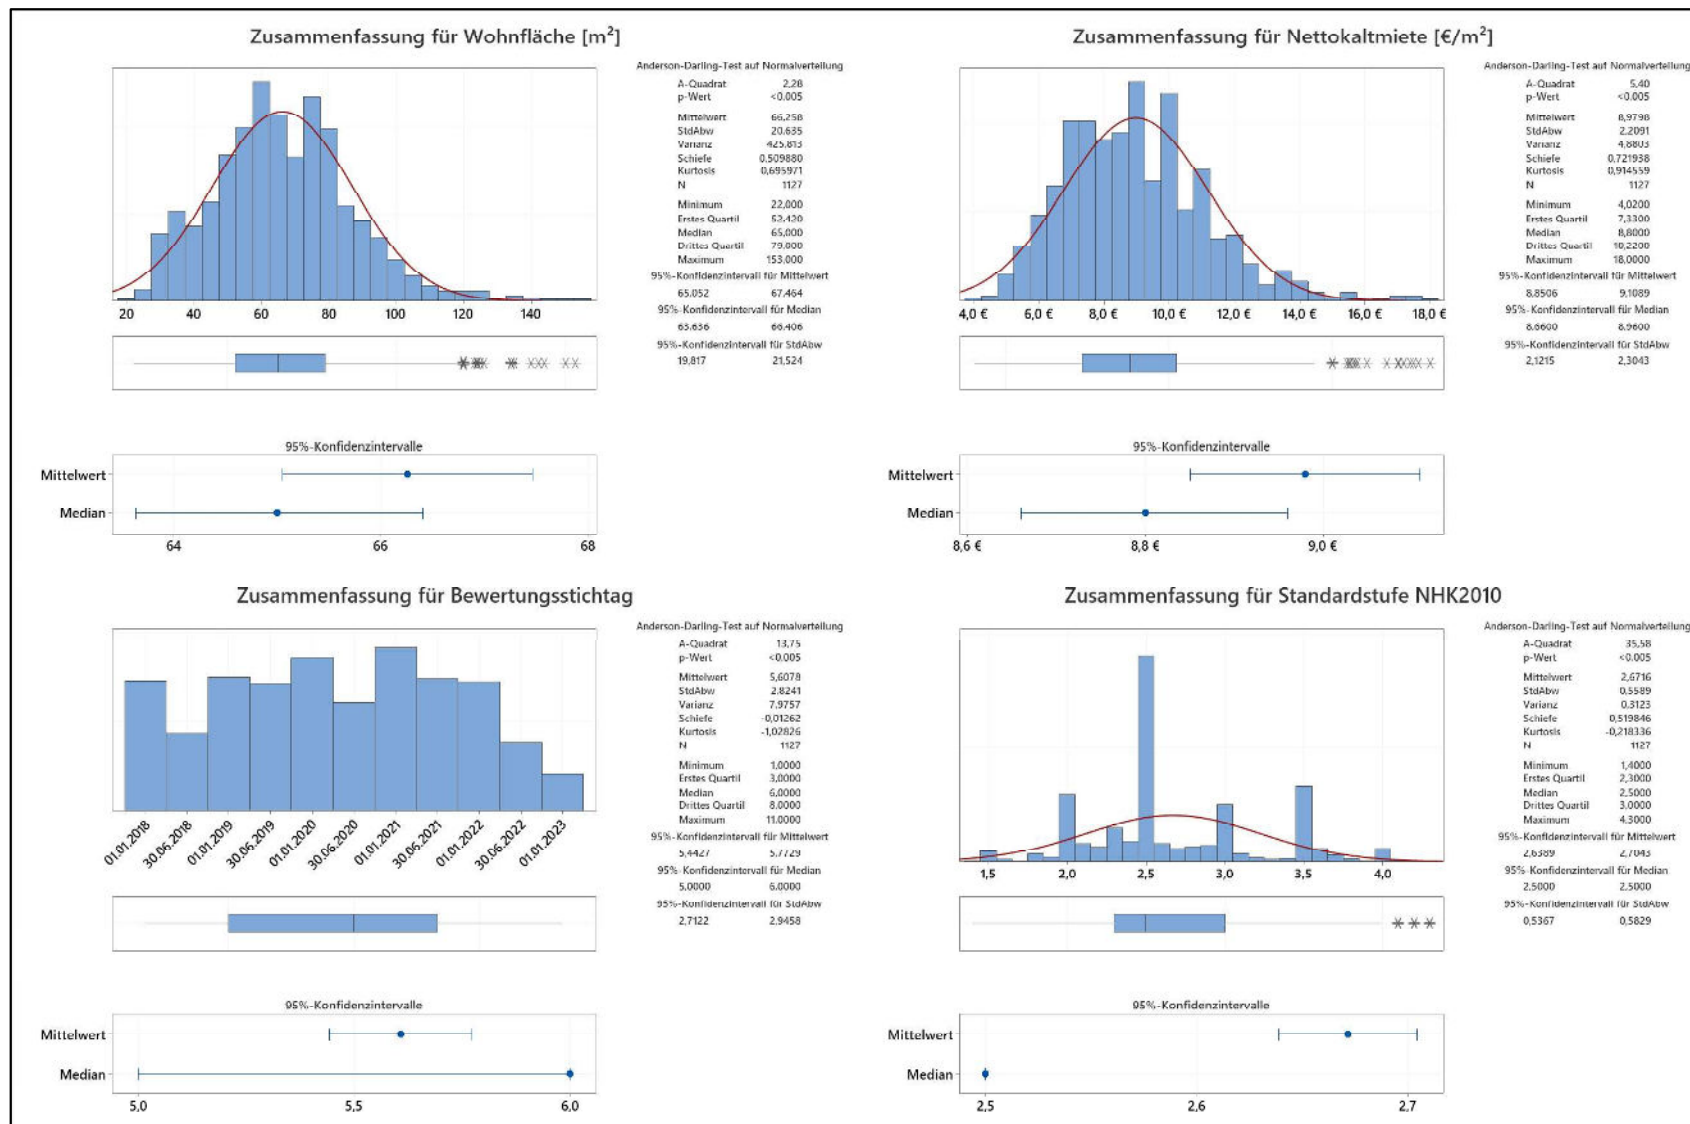 Zusammenfassung für Wohnfläche [m²]
Anderson-Darling-Test auf Normalverteilung
A-Quadrat 2,28
p-Wert <0.005
Mittelwert 66,258
StdAbw 20.635
Varianz 425.813
Schiefe 0,509880
Kurtosis 0,695971
N 1127
Minimum 22,000
Erstes Quartil 52,420
Median 65,000
Drittes Quartil 79,000
Maximum 153,000
95%-Konfidenzintervall für Mittelwert
65,052 67,464
95%-Konfidenzintervall für Median
63,636 66,406
95%-Konfidenzintervall für StdAbw
19,817 21,524
20 40 60 80 100 120 140
95%-Konfidenzintervalle
Mittelwert
Median
64 66 68
Zusammenfassung für Nettokaltmiete [€/m²]
Anderson-Darling-Test auf Normalverteilung
A-Quadrat 5,40
p-Wert <0.005
Mittelwert 8,9798
StdAbw 2.2091
Varianz 4,8803
Schiefe 0,721938
Kurtosis 0,914559
N 1127
Minimum 4,0200
Erstes Quartil 7,3300
Median 8,8000
Drittes Quartil 10,2200
Maximum 18,0000
95%-Konfidenzintervall für Mittelwert
8,8506 9,1089
95%-Konfidenzintervall für Median
8,6600 8,9600
95%-Konfidenzintervall für StdAbw
2,1215 2,3043
4,0 € 6,0 € 8,0 € 10,0 € 12,0 € 14,0 € 16,0 € 18,0 €
95%-Konfidenzintervalle
Mittelwert
Median
8,6 € 8,8 € 9,0 €
Zusammenfassung für Bewertungsstichtag
Anderson-Darling-Test auf Normalverteilung
A-Quadrat 13,75
p-Wert <0.005
Mittelwert 5,6078
StdAbw 2.8241
Varianz 7,9757
Schiefe -0,01262
Kurtosis -1,02826
N 1127
Minimum 1,0000
Erstes Quartil 3,0000
Median 6,0000
Drittes Quartil 8,0000
Maximum 11,0000
95%-Konfidenzintervall für Mittelwert
5,4427 5,7729
95%-Konfidenzintervall für Median
5,0000 6,0000
95%-Konfidenzintervall für StdAbw
2,7122 2,9458
01.01.2018 30.06.2018 01.01.2019 30.06.2019 01.01.2020 30.06.2020 01.01.2021 30.06.2021 01.01.2022 30.06.2022 01.01.2023
95%-Konfidenzintervalle
Mittelwert
Median
5,0 5,5 6,0
Zusammenfassung für Standardstufe NHK2010
Anderson-Darling-Test auf Normalverteilung
A-Quadrat 35,58
p-Wert <0.005
Mittelwert 2,6716
StdAbw 0,5589
Varianz 0,3123
Schiefe 0,519846
Kurtosis -0,218336
N 1127
Minimum 1,4000
Erstes Quartil 2,3000
Median 2,5000
Drittes Quartil 3,0000
Maximum 4,3000
95%-Konfidenzintervall für Mittelwert
2,6389 2,7043
95%-Konfidenzintervall für Median
2,5000 2,5000
95%-Konfidenzintervall für StdAbw
0,5367 0,5829
1,5 2,0 2,5 3,0 3,5 4,0
95%-Konfidenzintervalle
Mittelwert
Median
2,5 2,6 2,7